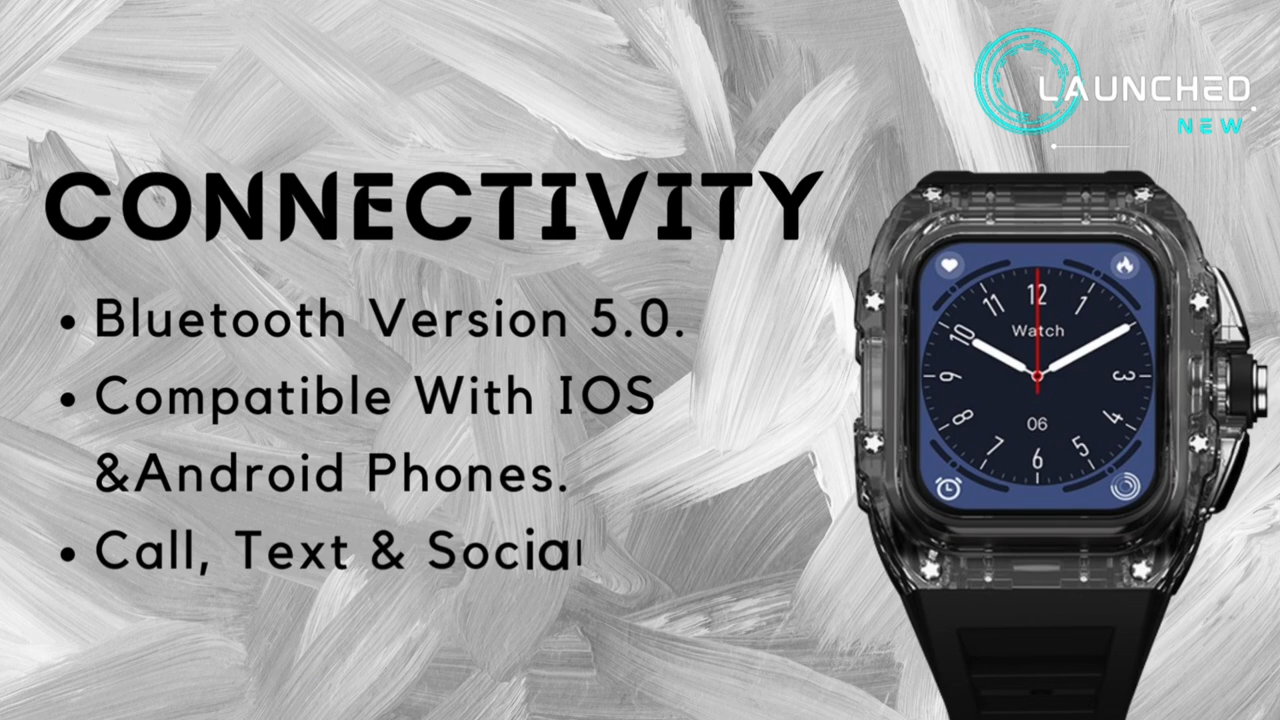 LAUNCHED
NEW
CONNECTIVITY
• Bluetooth Version 5.0.
• Compatible With IOS
&Android Phones.
• Call, Text & Social
12
1
2
3
4
5
6
7
8
9
10
11
Watch
06